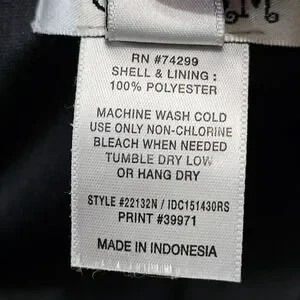 RN #74299
SHELL & LINING :
100% POLYESTER
MACHINE WASH COLD
USE ONLY NON-CHLORINE
BLEACH WHEN NEEDED
TUMBLE DRY LOW
OR HANG DRY
STYLE #22132N / IDC151430RS
PRINT #39971
MADE IN INDONESIA